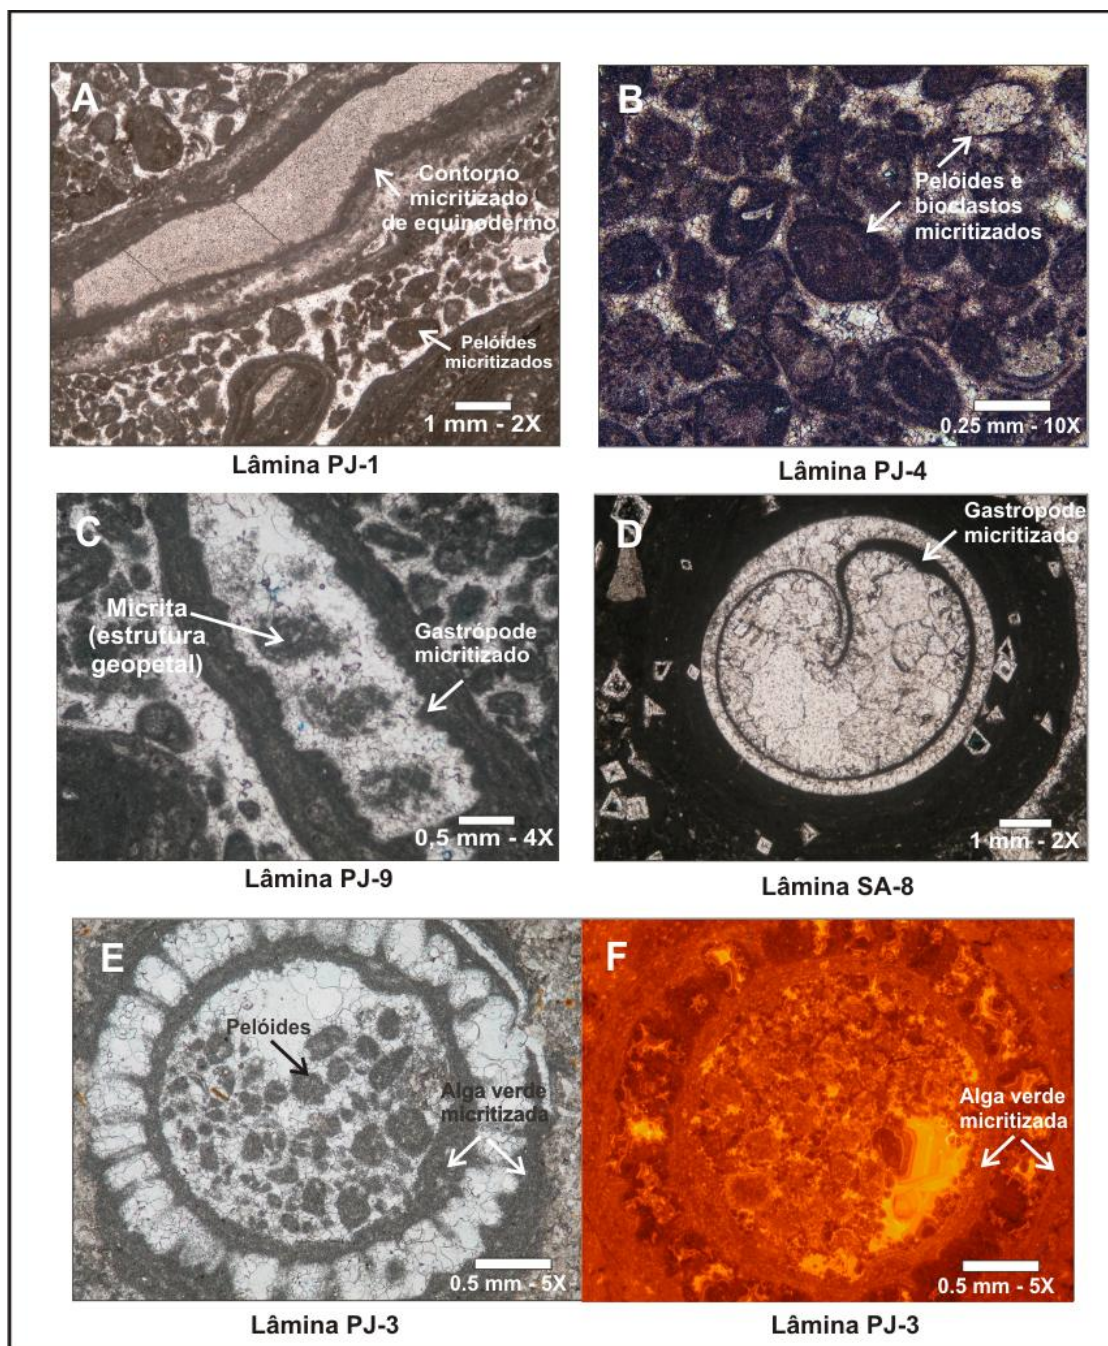 A
Contorno
micritizado
de equinodermo
Pelóides
micritizados
1 mm - 2X
Lâmina PJ-1
B
Pelóides e
bioclastos
micritizados
0.25 mm - 10X
Lâmina PJ-4
C
Micrita
(estrutura
geopetal)
Gastrópode
micritizado
0,5 mm - 4X
Lâmina PJ-9
D
Gastrópode
micritizado
1 mm - 2X
Lâmina SA-8
E
Pelóides
Alga verde
micritizada
0.5 mm - 5X
Lâmina PJ-3
F
Alga verde
micritizada
0.5 mm - 5X
Lâmina PJ-3